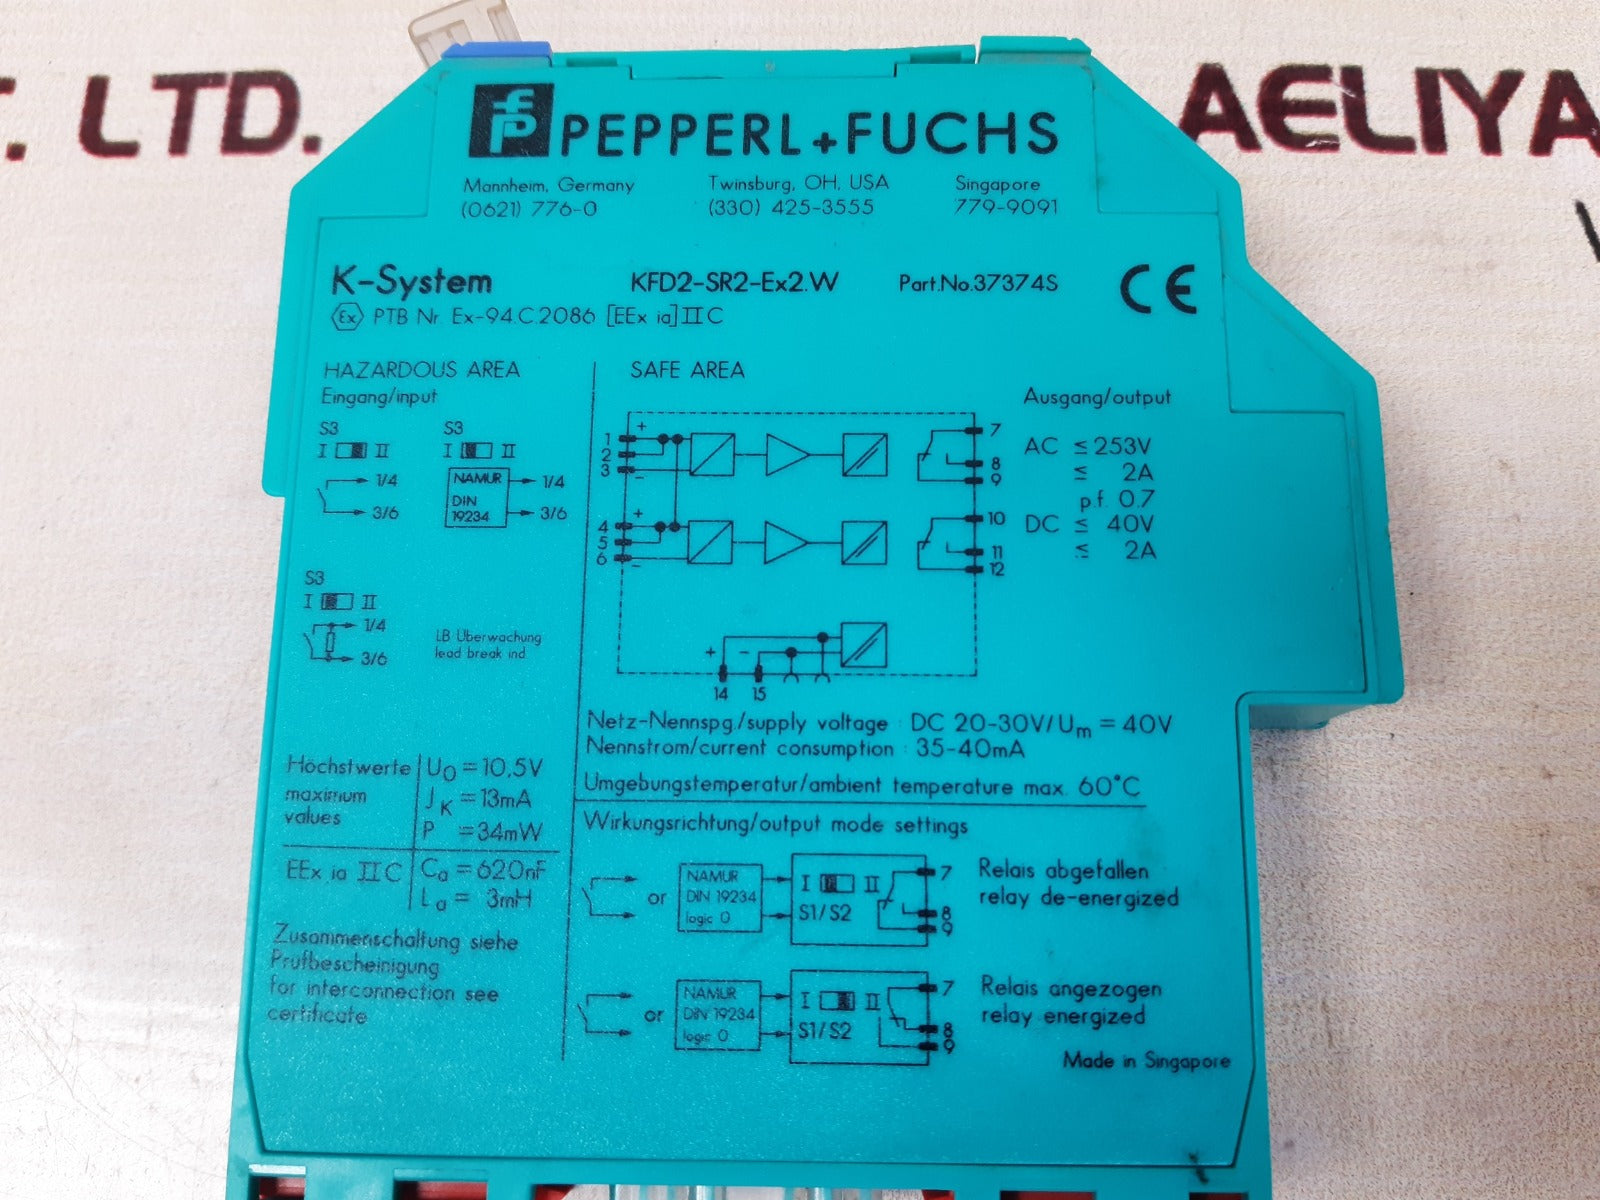 T. LTD.
AELIYA
fp PEPPERL+FUCHS
Mannheim, Germany Twinsburg, OH, USA Singapore
(0621) 776-0 (330) 425-3555 779-9091
K-System KFD2-SR2-Ex2.W Part.No.37374S CE
Ex PTB Nr. Ex-94.C.2086 [EEx ia] II C
HAZARDOUS AREA SAFE AREA
Eingang/input
Ausgang/output
S3 S3
I II I II
1/4 NAMUR 1/4
3/6 DIN 19234 3/6
S3
I II
1/4
3/6
LB Überwachung
lead break ind
1 + 7
2 8
3 - 9
4 + 10
5 11
6 - 12
+ -
14 15
AC ≤ 253V
≤ 2A
p.f. 0.7
DC ≤ 40V
≤ 2A
Netz-Nennspg./supply voltage : DC 20-30V/Um = 40V
Nennstrom/current consumption : 35-40mA
Umgebungstemperatur/ambient temperature max. 60°C
Höchstwerte U0 = 10,5V
maximum JK = 13mA
values P = 34mW
EEx ia II C Ca = 620nF
La = 3mH
Zusammenschaltung siehe
Prüfbescheinigung
for interconnection see
certificate
Wirkungsrichtung/output mode settings
or NAMUR DIN 19234 logic 0 I II S1/S2 7 8 9
Relais abgefallen
relay de-energized
or NAMUR DIN 19234 logic 0 I II S1/S2 7 8 9
Relais angezogen
relay energized
Made in Singapore